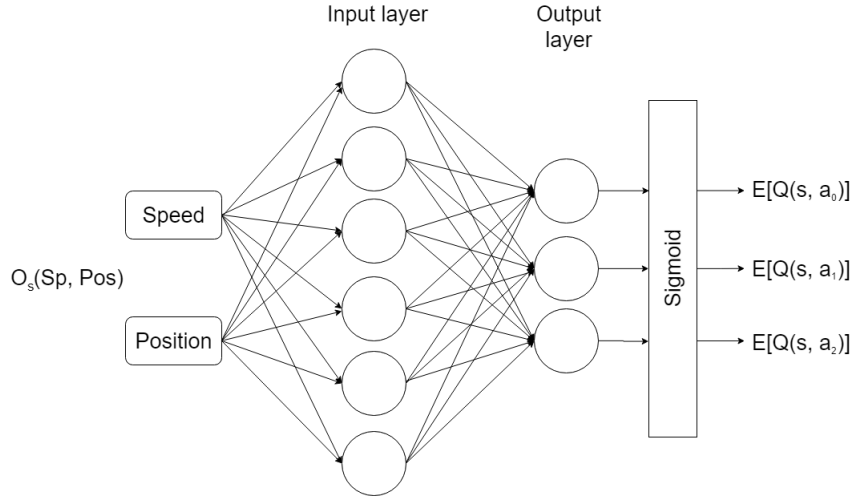 Input layer
Output
layer
Speed
Oₛ(Sp, Pos)
Position
Sigmoid
E[Q(s, a₀)]
E[Q(s, a₁)]
E[Q(s, a₂)]